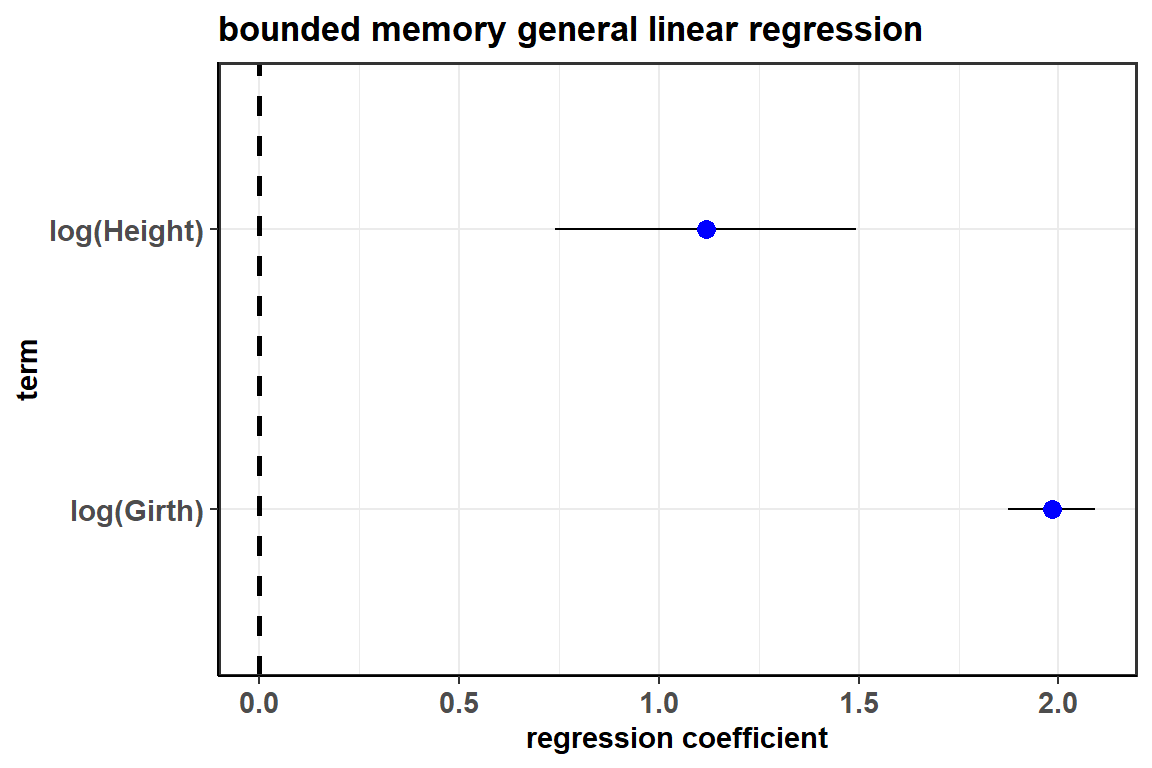 bounded memory general linear regression
log(Height)
term
log(Girth)
0.0 0.5 1.0 1.5 2.0
regression coefficient